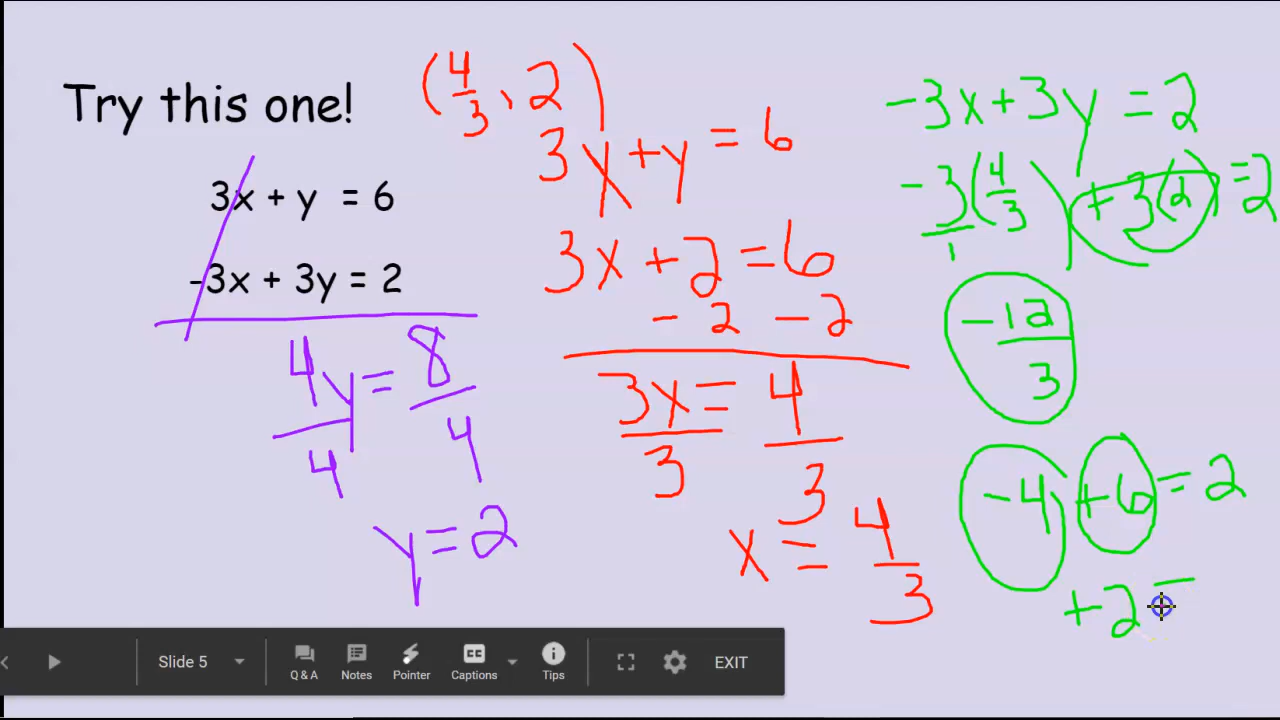 Try this one!
3x + y = 6
-3x + 3y = 2
4y = 8
4 4
y = 2
(4/3, 2)
3x + y = 6
3x + 2 = 6
- 2 - 2
3x = 4
3 3
x = 4/3
-3x + 3y = 2
-3/1 (4/3) + 3(2) = 2
-12/3
-4 + 6 = 2
+2 =
Slide 5
Q & A
Notes
Pointer
Captions
Tips
EXIT